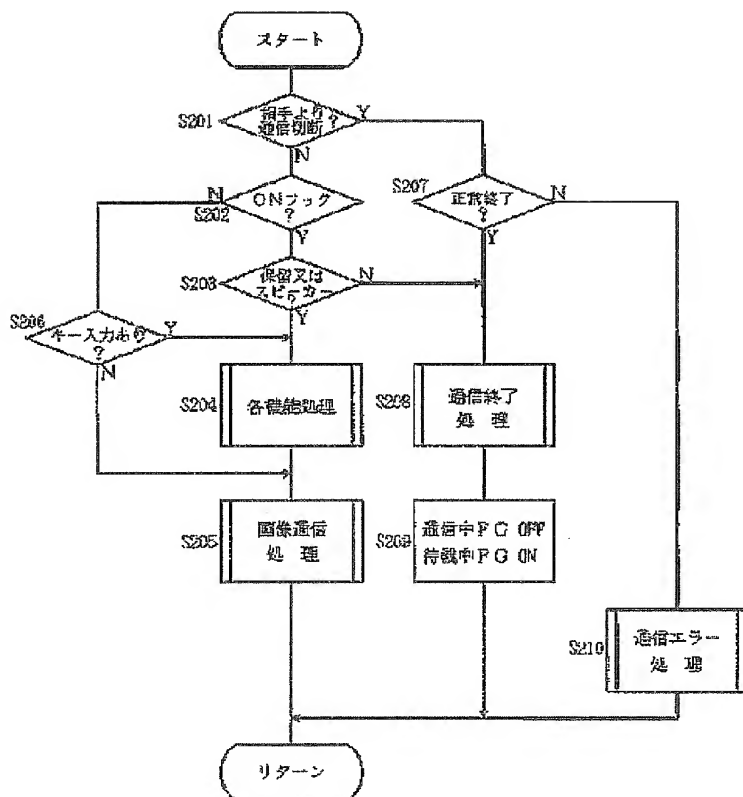 スタート
S201
相手より?
通信切断
Y
N
S202
ONフック
?
N
Y
S207
正常終了
?
N
Y
S203
保留又は
スピーカー
?
N
Y
S206
キー入力あり
?
Y
N
S204
各機能処理
S208
通信終了
処 理
S205
画像通信
処 理
S209
通信中FG OFF
待機中FG ON
S210
通信エラー
処 理
リターン